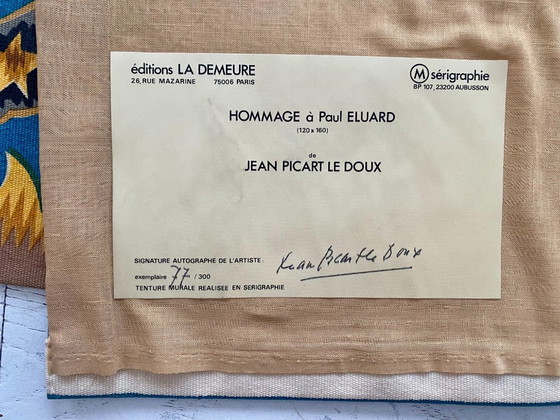 éditions LA DEMEURE
26, RUE MAZARINE 75006 PARIS
M sérigraphie
BP 107, 23200 AUBUSSON
HOMMAGE à Paul ELUARD
(120 x 160)
de
JEAN PICART LE DOUX
SIGNATURE AUTOGRAPHE DE L'ARTISTE : Jean Picart le Doux
exemplaire 77 / 300
TENTURE MURALE REALISEE EN SERIGRAPHIE